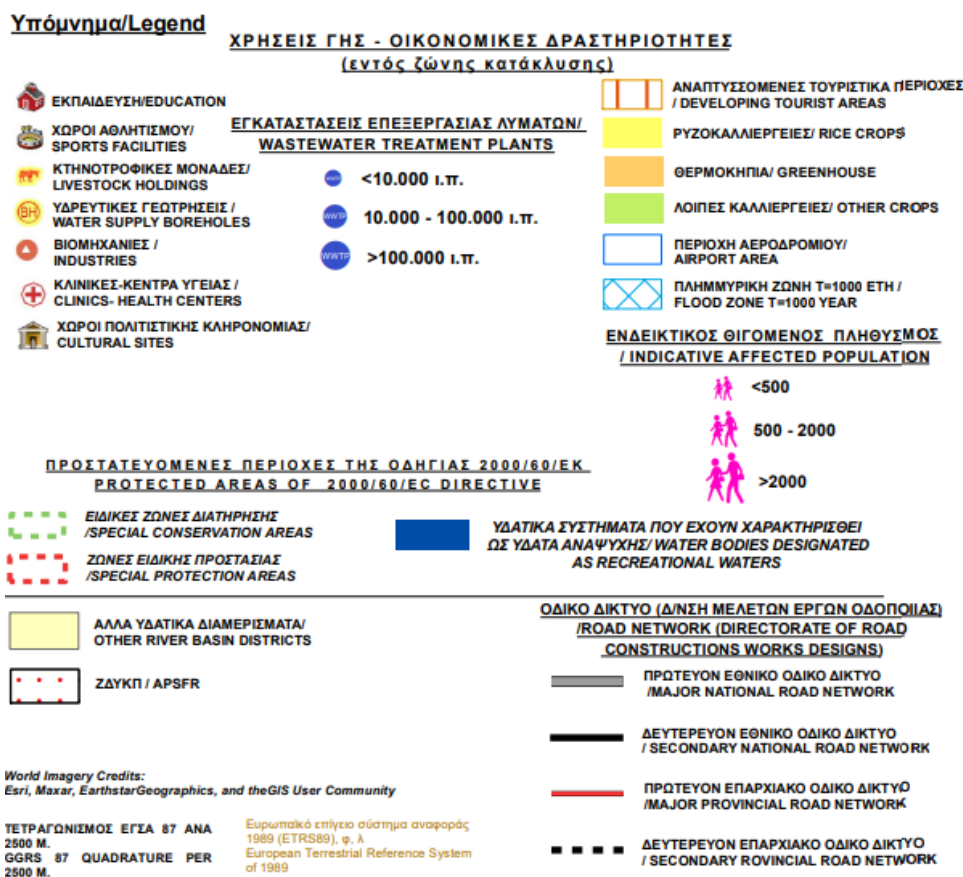 Υπόμνημα/Legend
ΧΡΗΣΕΙΣ ΓΗΣ - ΟΙΚΟΝΟΜΙΚΕΣ ΔΡΑΣΤΗΡΙΟΤΗΤΕΣ
(εντός ζώνης κατάκλυσης)
ΕΚΠΑΙΔΕΥΣΗ/EDUCATION
ΧΩΡΟΙ ΑΘΛΗΤΙΣΜΟΥ/
SPORTS FACILITIES
ΚΤΗΝΟΤΡΟΦΙΚΕΣ ΜΟΝΑΔΕΣ/
LIVESTOCK HOLDINGS
BH
ΥΔΡΕΥΤΙΚΕΣ ΓΕΩΤΡΗΣΕΙΣ /
WATER SUPPLY BOREHOLES
ΒΙΟΜΗΧΑΝΙΕΣ /
INDUSTRIES
ΚΛΙΝΙΚΕΣ-ΚΕΝΤΡΑ ΥΓΕΙΑΣ /
CLINICS- HEALTH CENTERS
ΧΩΡΟΙ ΠΟΛΙΤΙΣΤΙΚΗΣ ΚΛΗΡΟΝΟΜΙΑΣ/
CULTURAL SITES
ΕΓΚΑΤΑΣΤΑΣΕΙΣ ΕΠΕΞΕΡΓΑΣΙΑΣ ΛΥΜΑΤΩΝ/
WASTEWATER TREATMENT PLANTS
WWTP
<10.000 ι.π.
WWTP
10.000 - 100.000 ι.π.
WWTP
>100.000 ι.π.
ΑΝΑΠΤΥΣΣΟΜΕΝΕΣ ΤΟΥΡΙΣΤΙΚΑ ΠΕΡΙΟΧΕΣ
/ DEVELOPING TOURIST AREAS
ΡΥΖΟΚΑΛΛΙΕΡΓΕΙΕΣ/ RICE CROPS
ΘΕΡΜΟΚΗΠΙΑ/ GREENHOUSE
ΛΟΙΠΕΣ ΚΑΛΛΙΕΡΓΕΙΕΣ/ OTHER CROPS
ΠΕΡΙΟΧΗ ΑΕΡΟΔΡΟΜΙΟΥ/
AIRPORT AREA
ΠΛΗΜΜΥΡΙΚΗ ΖΩΝΗ T=1000 ΕΤΗ /
FLOOD ZONE T=1000 YEAR
ΕΝΔΕΙΚΤΙΚΟΣ ΘΙΓΟΜΕΝΟΣ ΠΛΗΘΥΣΜΟΣ
/ INDICATIVE AFFECTED POPULATION
<500
500 - 2000
>2000
ΠΡΟΣΤΑΤΕΥΟΜΕΝΕΣ ΠΕΡΙΟΧΕΣ ΤΗΣ ΟΔΗΓΙΑΣ 2000/60/ΕΚ
PROTECTED AREAS OF 2000/60/EC DIRECTIVE
ΕΙΔΙΚΕΣ ΖΩΝΕΣ ΔΙΑΤΗΡΗΣΗΣ
/SPECIAL CONSERVATION AREAS
ΖΩΝΕΣ ΕΙΔΙΚΗΣ ΠΡΟΣΤΑΣΙΑΣ
/SPECIAL PROTECTION AREAS
ΥΔΑΤΙΚΑ ΣΥΣΤΗΜΑΤΑ ΠΟΥ ΕΧΟΥΝ ΧΑΡΑΚΤΗΡΙΣΘΕΙ
ΩΣ ΥΔΑΤΑ ΑΝΑΨΥΧΗΣ/ WATER BODIES DESIGNATED
AS RECREATIONAL WATERS
ΑΛΛΑ ΥΔΑΤΙΚΑ ΔΙΑΜΕΡΙΣΜΑΤΑ/
OTHER RIVER BASIN DISTRICTS
ΖΔΥΚΠ / APSFR
ΟΔΙΚΟ ΔΙΚΤΥΟ (Δ/ΝΣΗ ΜΕΛΕΤΩΝ ΕΡΓΩΝ ΟΔΟΠΟΙΙΑΣ)
/ROAD NETWORK (DIRECTORATE OF ROAD
CONSTRUCTIONS WORKS DESIGNS)
ΠΡΩΤΕΥΟΝ ΕΘΝΙΚΟ ΟΔΙΚΟ ΔΙΚΤΥΟ
/MAJOR NATIONAL ROAD NETWORK
ΔΕΥΤΕΡΕΥΟΝ ΕΘΝΙΚΟ ΟΔΙΚΟ ΔΙΚΤΥΟ
/ SECONDARY NATIONAL ROAD NETWORK
ΠΡΩΤΕΥΟΝ ΕΠΑΡΧΙΑΚΟ ΟΔΙΚΟ ΔΙΚΤΥΟ
/MAJOR PROVINCIAL ROAD NETWORK
ΔΕΥΤΕΡΕΥΟΝ ΕΠΑΡΧΙΑΚΟ ΟΔΙΚΟ ΔΙΚΤΥΟ
/ SECONDARY ROVINCIAL ROAD NETWORK
World Imagery Credits:
Esri, Maxar, EarthstarGeographics, and theGIS User Community
ΤΕΤΡΑΓΩΝΙΣΜΟΣ ΕΓΣΑ 87 ΑΝΑ
2500 Μ.
GGRS 87 QUADRATURE PER
2500 M.
Ευρωπαϊκό επίγειο σύστημα αναφοράς
1989 (ETRS89), φ, λ
European Terrestrial Reference System
of 1989